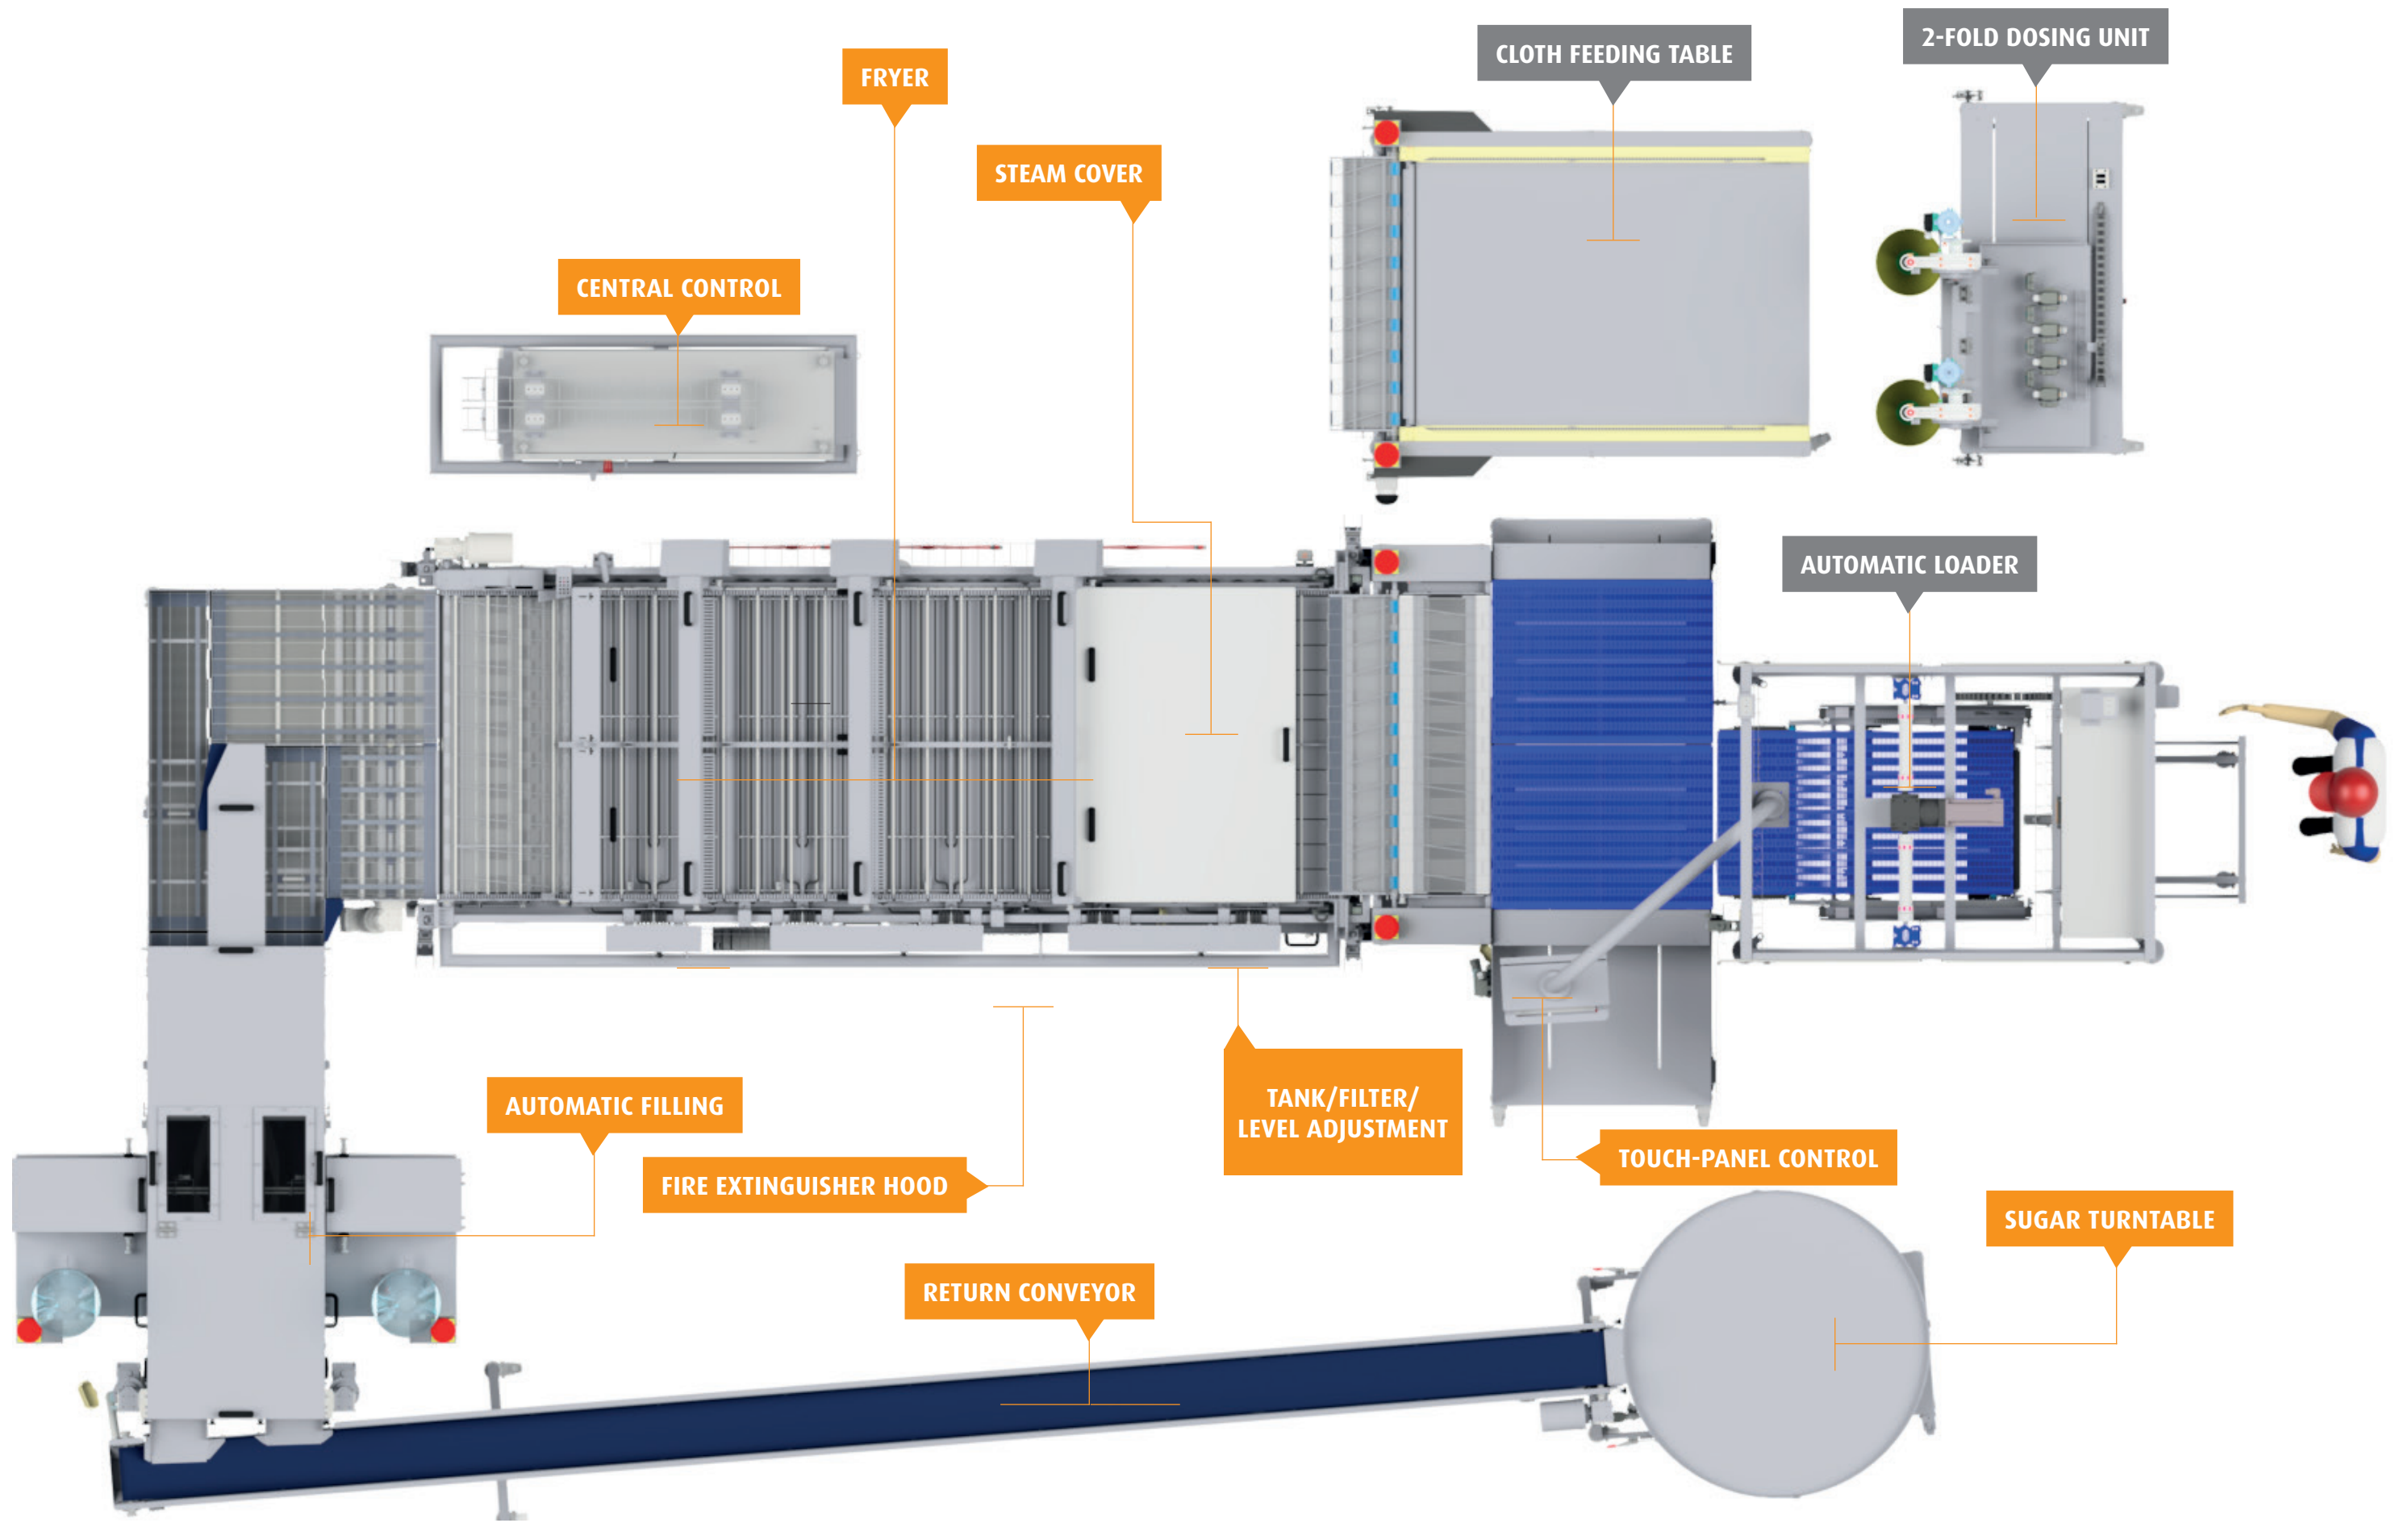 2-FOLD DOSING UNIT
CLOTH FEEDING TABLE
FRYER
STEAM COVER
CENTRAL CONTROL
AUTOMATIC LOADER
AUTOMATIC FILLING
TANK/FILTER/
LEVEL ADJUSTMENT
TOUCH-PANEL CONTROL
FIRE EXTINGUISHER HOOD
SUGAR TURNTABLE
RETURN CONVEYOR